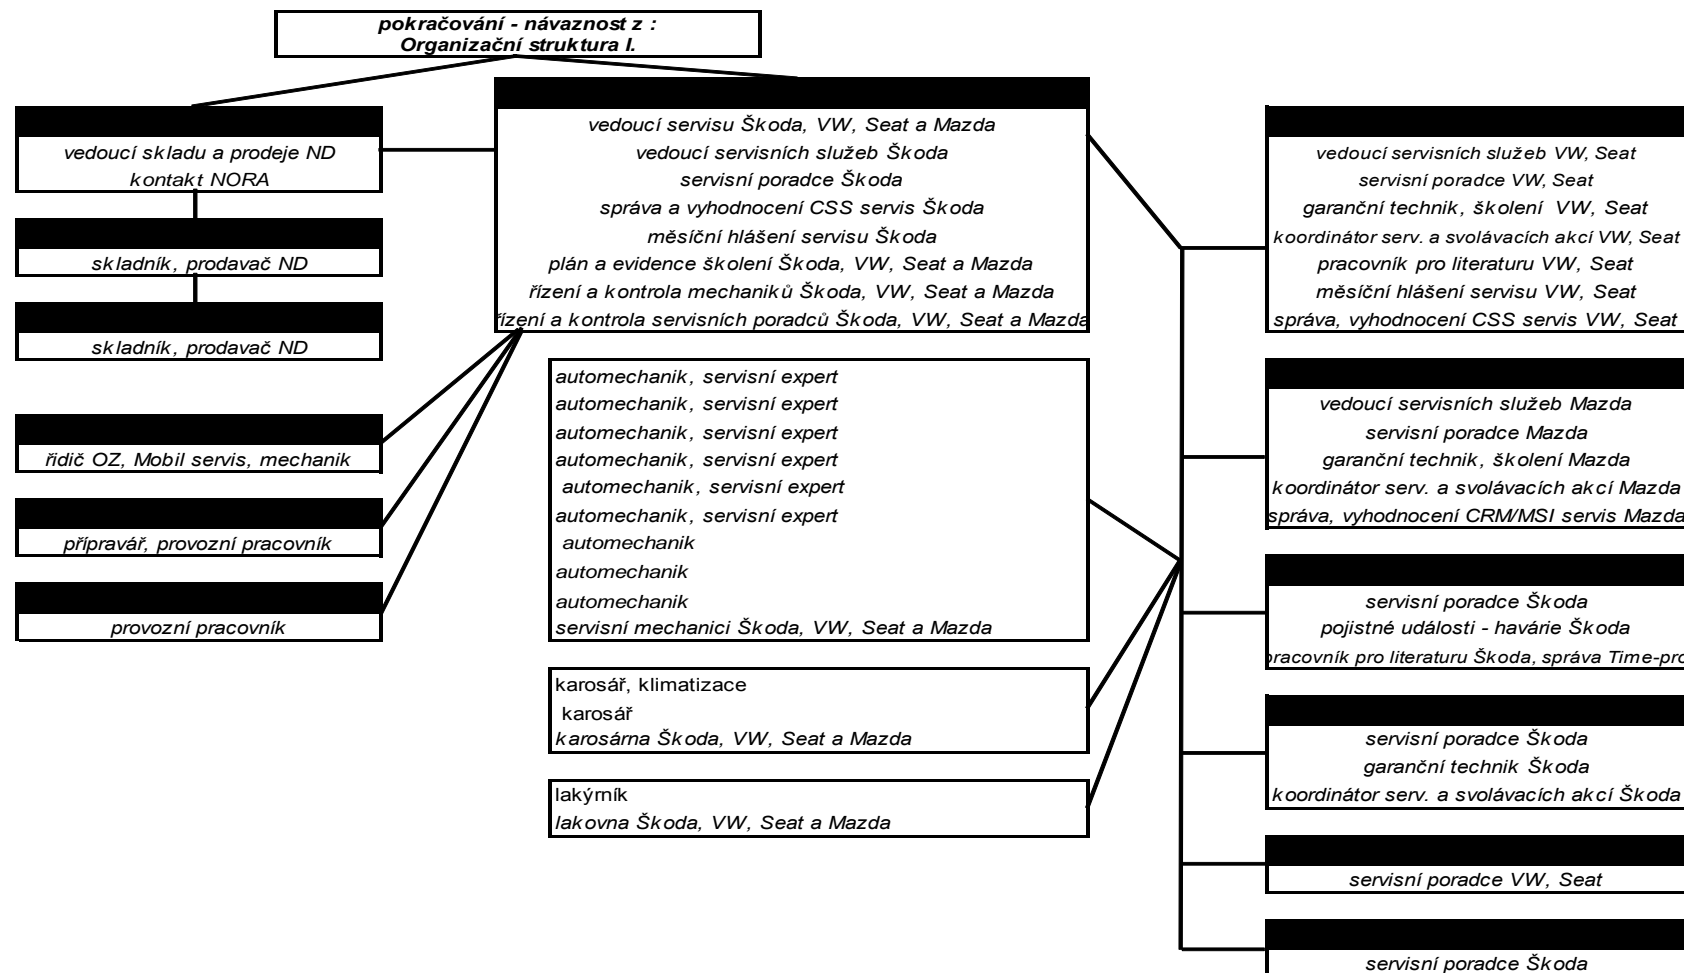 pokračování - návaznost z :
Organizační struktura I.
vedoucí skladu a prodeje ND
kontakt NORA
skladník, prodavač ND
skladník, prodavač ND
řidič OZ, Mobil servis, mechanik
přípravář, provozní pracovník
provozní pracovník
vedoucí servisu Škoda, VW, Seat a Mazda
vedoucí servisních služeb Škoda
servisní poradce Škoda
správa a vyhodnocení CSS servis Škoda
měsíční hlášení servisu Škoda
plán a evidence školení Škoda, VW, Seat a Mazda
řízení a kontrola mechaniků Škoda, VW, Seat a Mazda
řízení a kontrola servisních poradců Škoda, VW, Seat a Mazda
automechanik, servisní expert
automechanik, servisní expert
automechanik, servisní expert
automechanik, servisní expert
automechanik, servisní expert
automechanik, servisní expert
automechanik
automechanik
automechanik
servisní mechanici Škoda, VW, Seat a Mazda
karosář, klimatizace
karosář
karosárna Škoda, VW, Seat a Mazda
lakýrník
lakovna Škoda, VW, Seat a Mazda
vedoucí servisních služeb VW, Seat
servisní poradce VW, Seat
garanční technik, školení VW, Seat
koordinátor serv. a svolávacích akcí VW, Seat
pracovník pro literaturu VW, Seat
měsíční hlášení servisu VW, Seat
správa, vyhodnocení CSS servis VW, Seat
vedoucí servisních služeb Mazda
servisní poradce Mazda
garanční technik, školení Mazda
koordinátor serv. a svolávacích akcí Mazda
správa, vyhodnocení CRM/MSI servis Mazda
servisní poradce Škoda
pojistné události - havárie Škoda
pracovník pro literaturu Škoda, správa Time-pro
servisní poradce Škoda
garanční technik Škoda
koordinátor serv. a svolávacích akcí Škoda
servisní poradce VW, Seat
servisní poradce Škoda